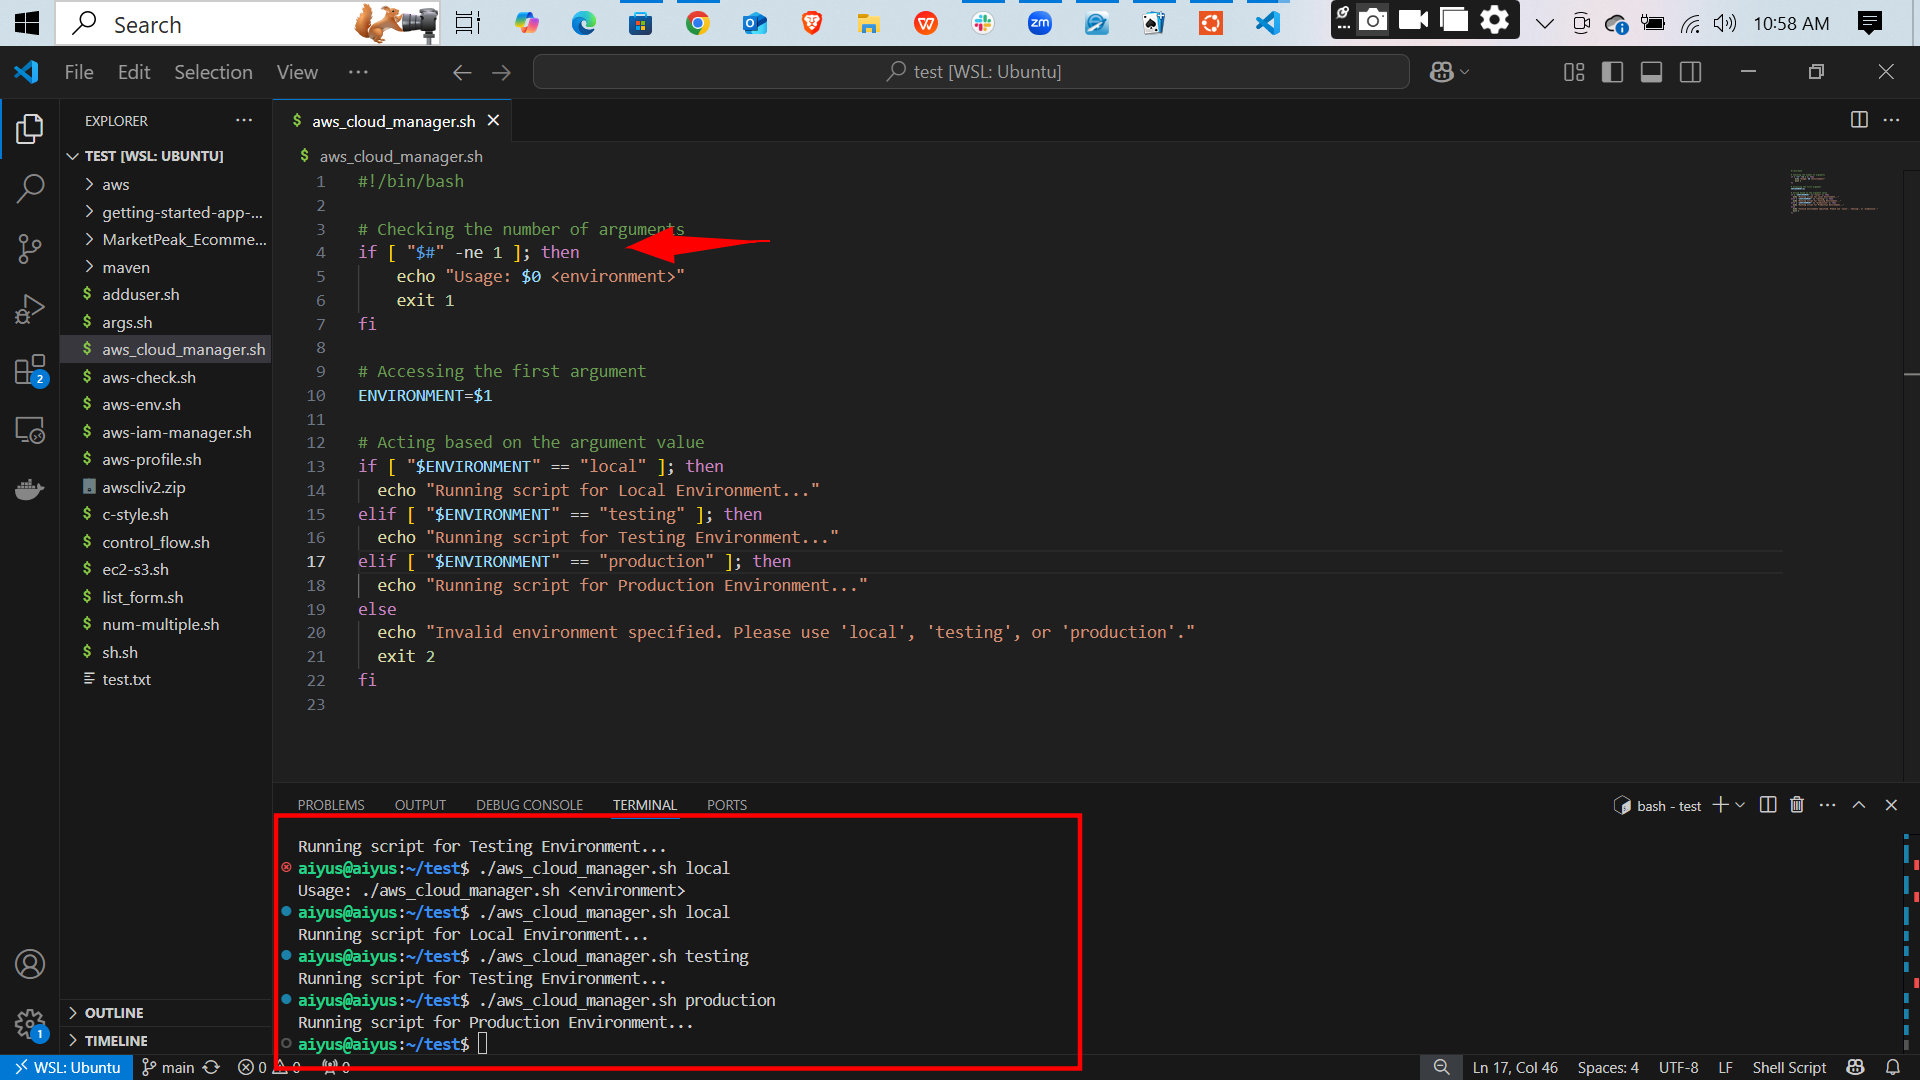 Search
10:58 AM
File Edit Selection View ···
test [WSL: Ubuntu]
EXPLORER
TEST [WSL: UBUNTU]
aws
getting-started-app-...
MarketPeak_Ecomme...
maven
adduser.sh
args.sh
aws_cloud_manager.sh
aws-check.sh
aws-env.sh
aws-iam-manager.sh
aws-profile.sh
awscliv2.zip
c-style.sh
control_flow.sh
ec2-s3.sh
list_form.sh
num-multiple.sh
sh.sh
test.txt
OUTLINE
TIMELINE
2
1
$ aws_cloud_manager.sh
$ aws_cloud_manager.sh
1 #!/bin/bash
2
3 # Checking the number of arguments
4 if [ "$#" -ne 1 ]; then
5 echo "Usage: $0 <environment>"
6 exit 1
7 fi
8
9 # Accessing the first argument
10 ENVIRONMENT=$1
11
12 # Acting based on the argument value
13 if [ "$ENVIRONMENT" == "local" ]; then
14 echo "Running script for Local Environment..."
15 elif [ "$ENVIRONMENT" == "testing" ]; then
16 echo "Running script for Testing Environment..."
17 elif [ "$ENVIRONMENT" == "production" ]; then
18 echo "Running script for Production Environment..."
19 else
20 echo "Invalid environment specified. Please use 'local', 'testing', or 'production'."
21 exit 2
22 fi
23
PROBLEMS OUTPUT DEBUG CONSOLE TERMINAL PORTS
bash - test
Running script for Testing Environment...
aiyus@aiyus:~/test$ ./aws_cloud_manager.sh local
Usage: ./aws_cloud_manager.sh <environment>
aiyus@aiyus:~/test$ ./aws_cloud_manager.sh local
Running script for Local Environment...
aiyus@aiyus:~/test$ ./aws_cloud_manager.sh testing
Running script for Testing Environment...
aiyus@aiyus:~/test$ ./aws_cloud_manager.sh production
Running script for Production Environment...
aiyus@aiyus:~/test$
WSL: Ubuntu main 0 0 0
Ln 17, Col 46 Spaces: 4 UTF-8 LF Shell Script